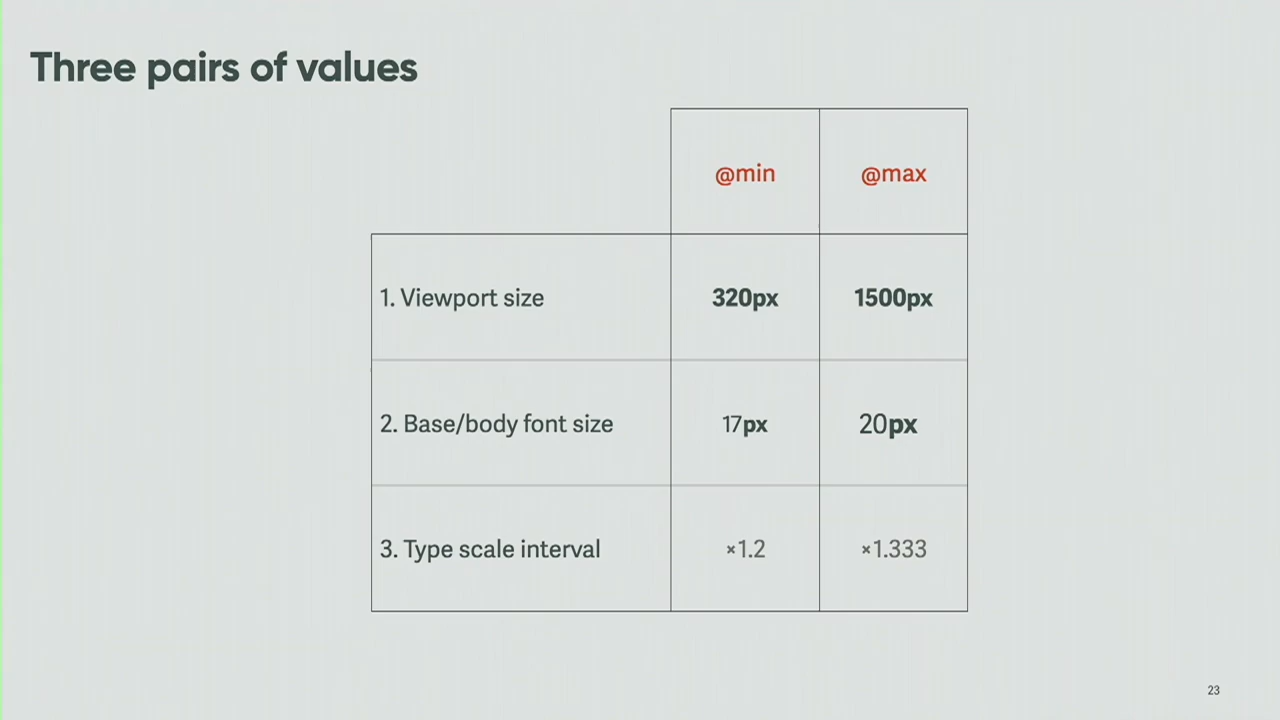 Three pairs of values
@min @max
1. Viewport size 320px 1500px
2. Base/body font size 17px 20px
3. Type scale interval ×1.2 ×1.333
23